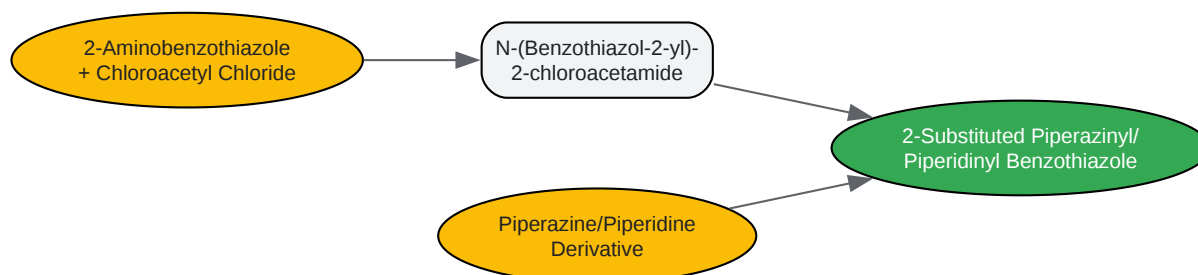 2-Aminobenzothiazole
+ Chloroacetyl Chloride
N-(Benzothiazol-2-yl)-
2-chloroacetamide
2-Substituted Piperazinyl/
Piperidinyl Benzothiazole
Piperazine/Piperidine
Derivative